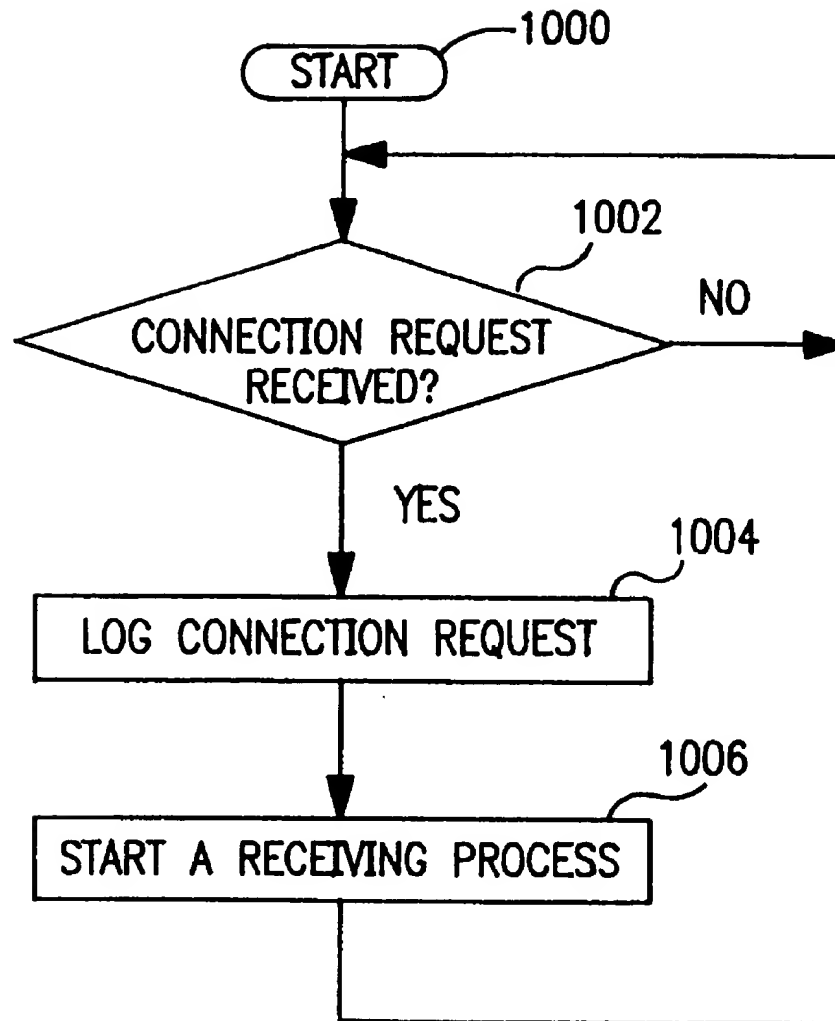 1000
START
1002
NO
CONNECTION REQUEST
RECEIVED?
YES
1004
LOG CONNECTION REQUEST
1006
START A RECEIVING PROCESS